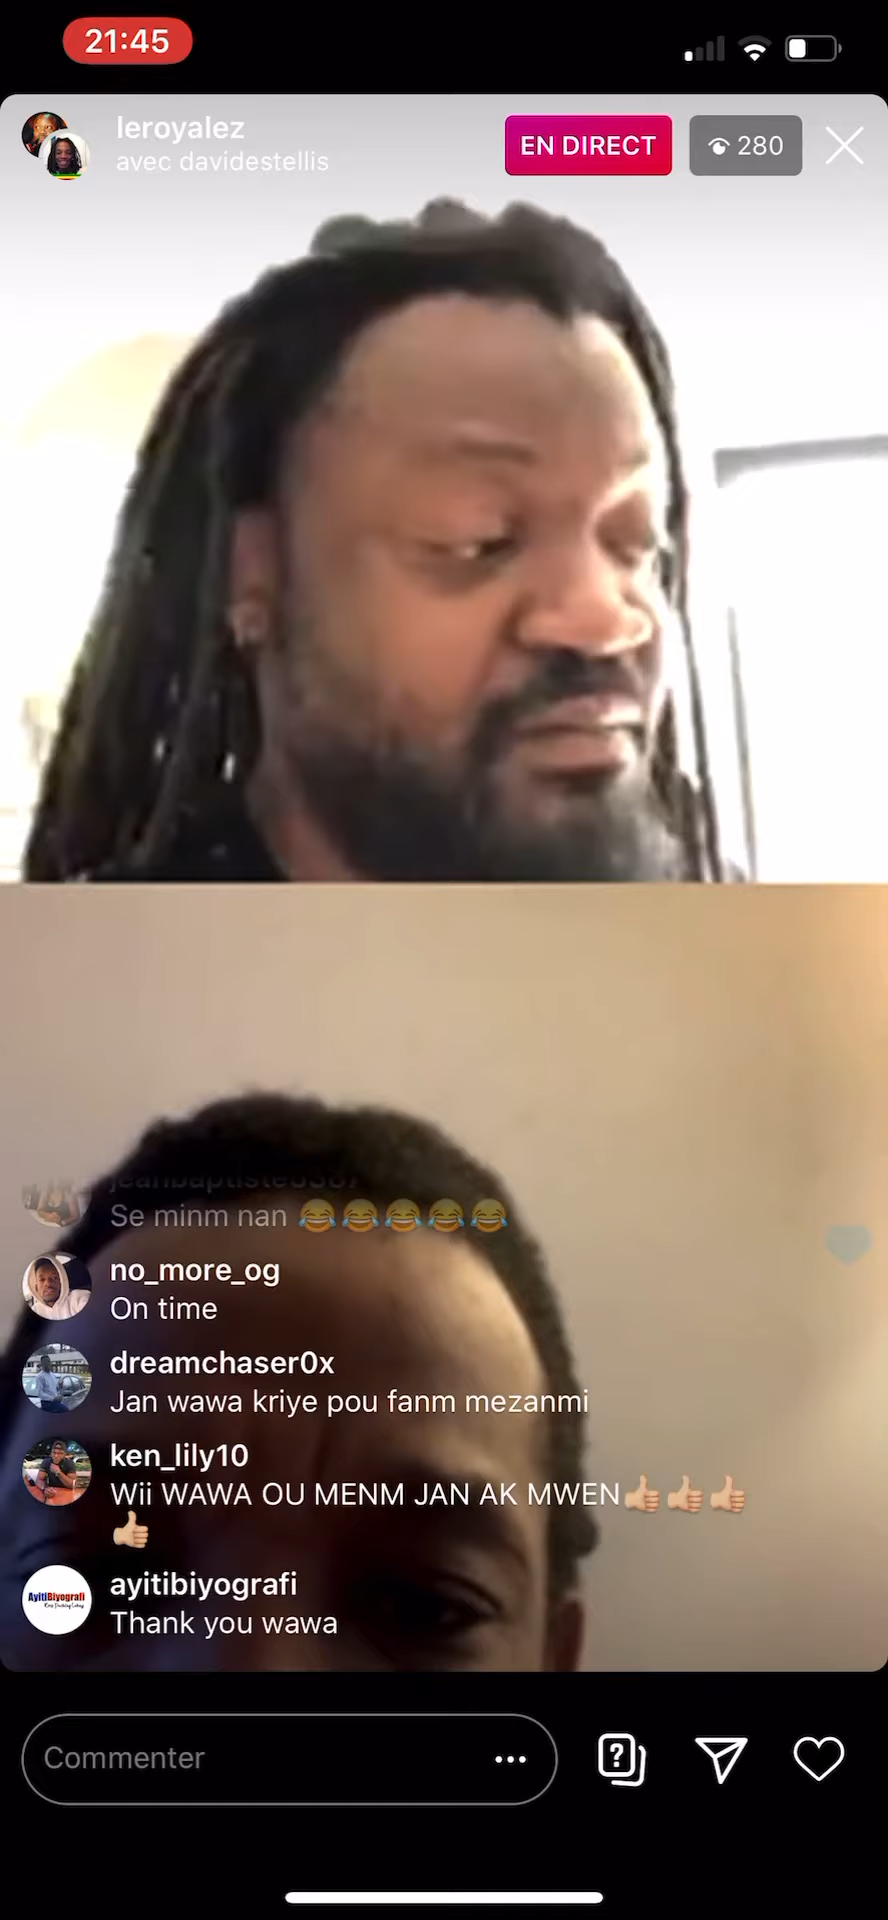 21:45
leroyalez
avec davidestellis
EN DIRECT
280
Se minm nan 😂😂😂😂😂
no_more_og
On time
dreamchaser0x
Jan wawa kriye pou fanm mezanmi
ken_lily10
Wii WAWA OU MENM JAN AK MWEN👍🏼👍🏼👍🏼
👍🏼
AyitiBiyografi
ayitibiyografi
Thank you wawa
Commenter